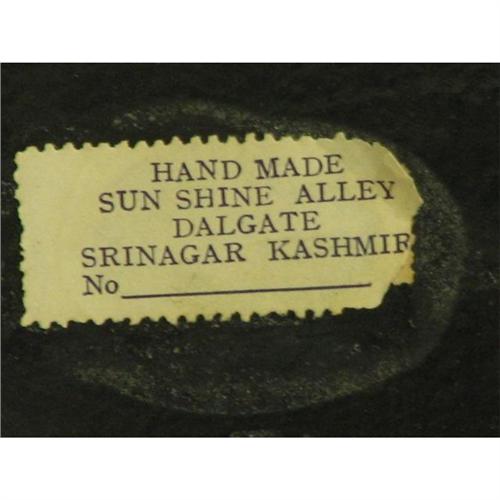 HAND MADE
SUN SHINE ALLEY
DALGATE
SRINAGAR KASHMIR
No